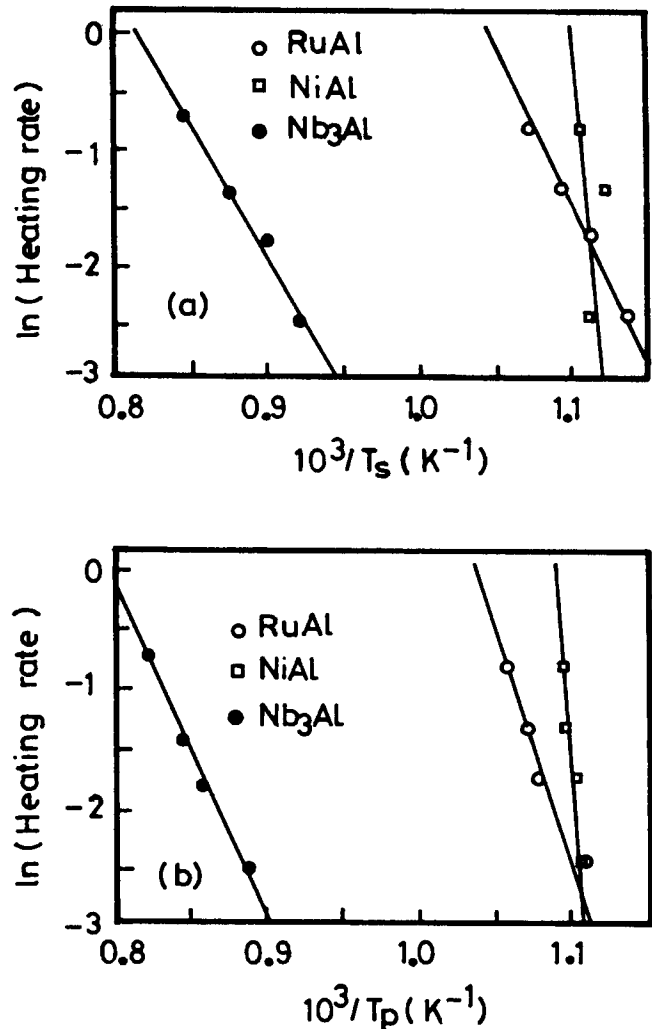 0
-1
-2
-3
ln(Heating rate)
RuAl
NiAl
Nb₃Al
(a)
0.8 0.9 1.0 1.1
10³/Tₛ (K⁻¹)
0
-1
-2
-3
ln(Heating rate)
RuAl
NiAl
Nb₃Al
(b)
0.8 0.9 1.0 1.1
10³/Tₚ (K⁻¹)